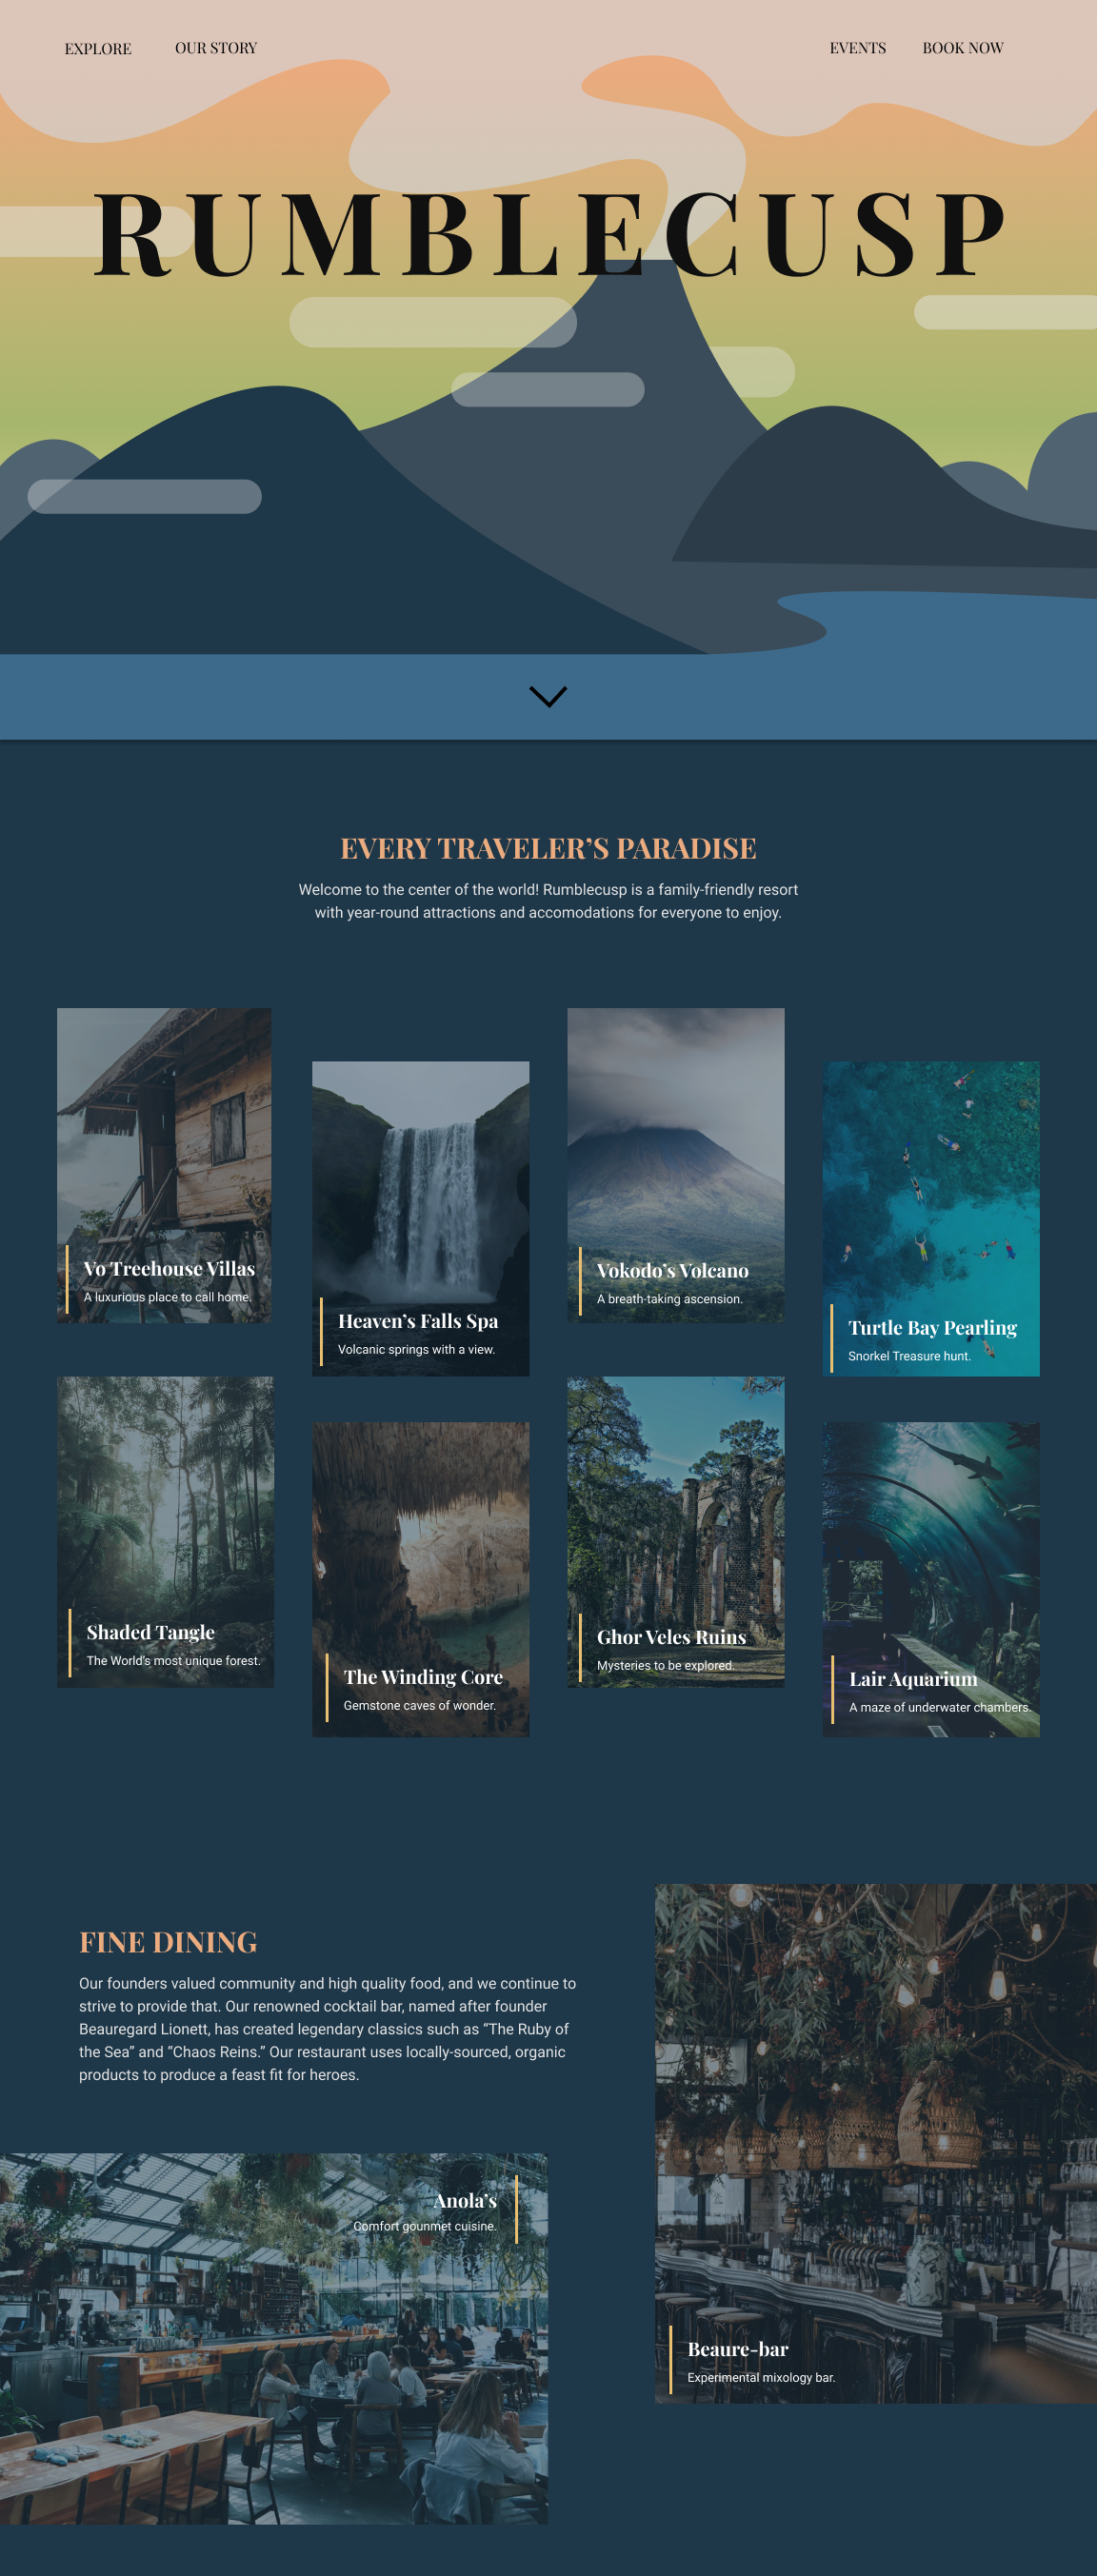 EXPLORE
OUR STORY
EVENTS
BOOK NOW
RUMBLECUSP
EVERY TRAVELER’S PARADISE
Welcome to the center of the world! Rumblecusp is a family-friendly resort
with year-round attractions and accomodations for everyone to enjoy.
Vo Treehouse Villas
A luxurious place to call home.
Heaven’s Falls Spa
Volcanic springs with a view.
Vokodo’s Volcano
A breath-taking ascension.
Turtle Bay Pearling
Snorkel Treasure hunt.
Shaded Tangle
The World’s most unique forest.
The Winding Core
Gemstone caves of wonder.
Ghor Veles Ruins
Mysteries to be explored.
Lair Aquarium
A maze of underwater chambers.
FINE DINING
Our founders valued community and high quality food, and we continue to
strive to provide that. Our renowned cocktail bar, named after founder
Beauregard Lionett, has created legendary classics such as “The Ruby of
the Sea” and “Chaos Reins.” Our restaurant uses locally-sourced, organic
products to produce a feast fit for heroes.
Anola’s
Comfort gounmet cuisine.
Beaure-bar
Experimental mixology bar.